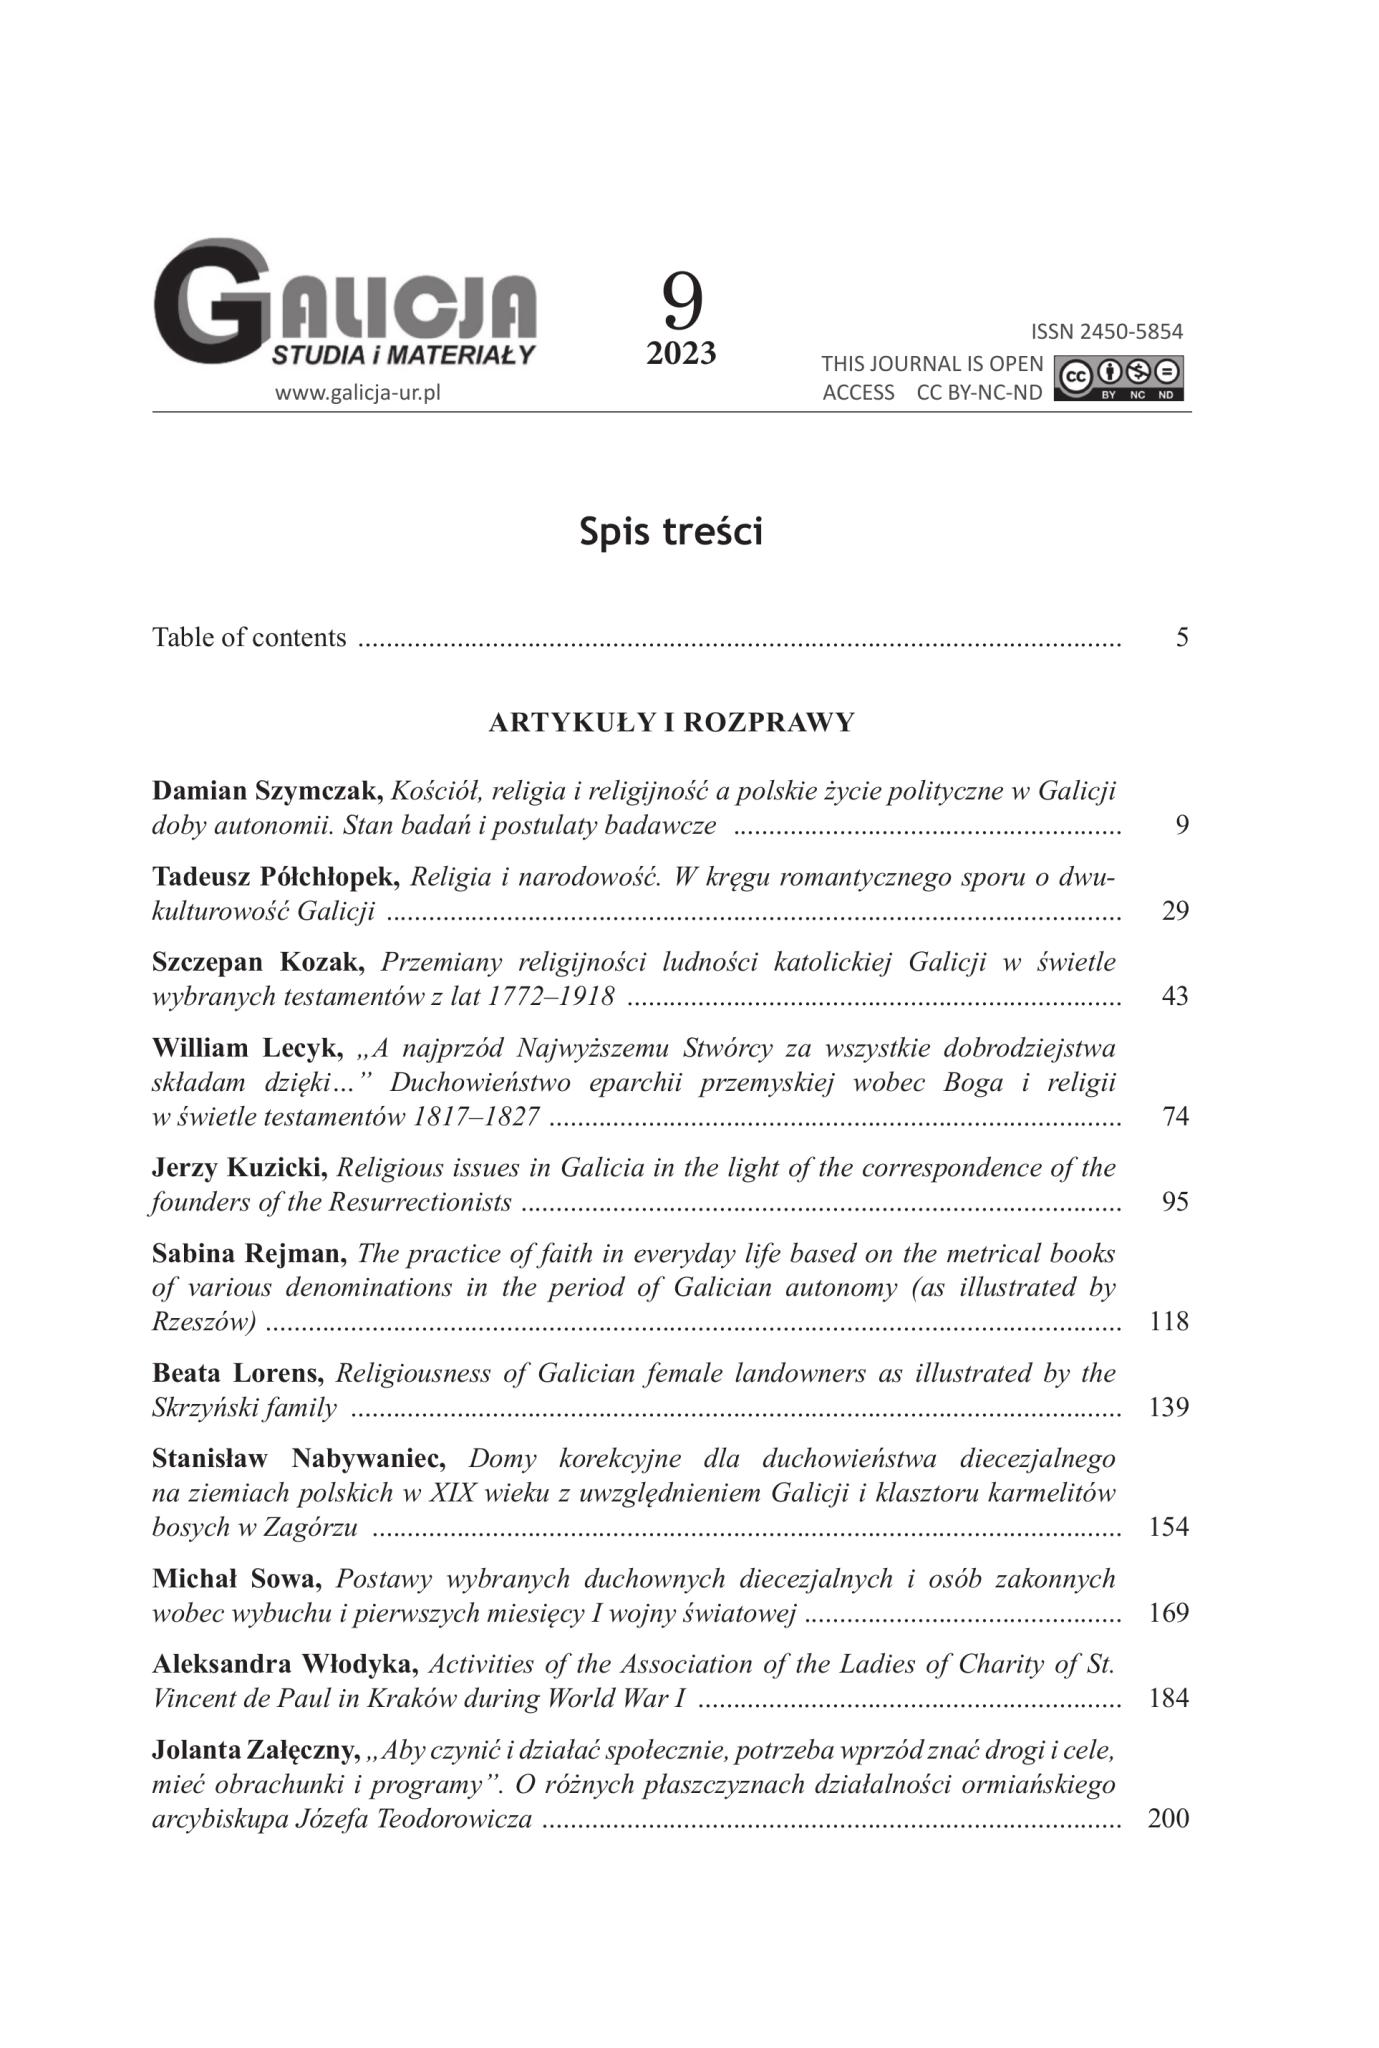 GALICJA
STUDIA i MATERIAŁY
www.galicja-ur.pl
9
2023
ISSN 2450-5854
THIS JOURNAL IS OPEN
ACCESS CC BY-NC-ND
cc BY NC ND
Spis treści
Table of contents ............................................................................................................. 5
ARTYKUŁY I ROZPRAWY
Damian Szymczak, Kościół, religia i religijność a polskie życie polityczne w Galicji
doby autonomii. Stan badań i postulaty badawcze ....................................................... 9
Tadeusz Półchłopek, Religia i narodowość. W kręgu romantycznego sporu o dwu-
kulturowość Galicji ......................................................................................................... 29
Szczepan Kozak, Przemiany religijności ludności katolickiej Galicji w świetle
wybranych testamentów z lat 1772–1918 ...................................................................... 43
William Lecyk, „A najprzód Najwyższemu Stwórcy za wszystkie dobrodziejstwa
składam dzięki…” Duchowieństwo eparchii przemyskiej wobec Boga i religii
w świetle testamentów 1817–1827 ................................................................................. 74
Jerzy Kuzicki, Religious issues in Galicia in the light of the correspondence of the
founders of the Resurrectionists ..................................................................................... 95
Sabina Rejman, The practice of faith in everyday life based on the metrical books
of various denominations in the period of Galician autonomy (as illustrated by
Rzeszów) .......................................................................................................................... 118
Beata Lorens, Religiousness of Galician female landowners as illustrated by the
Skrzyński family .............................................................................................................. 139
Stanisław Nabywaniec, Domy korekcyjne dla duchowieństwa diecezjalnego
na ziemiach polskich w XIX wieku z uwzględnieniem Galicji i klasztoru karmelitów
bosych w Zagórzu ........................................................................................................... 154
Michał Sowa, Postawy wybranych duchownych diecezjalnych i osób zakonnych
wobec wybuchu i pierwszych miesięcy I wojny światowej ............................................. 169
Aleksandra Włodyka, Activities of the Association of the Ladies of Charity of St.
Vincent de Paul in Kraków during World War I ............................................................ 184
Jolanta Załęczny, „Aby czynić i działać społecznie, potrzeba wprzód znać drogi i cele,
mieć obrachunki i programy”. O różnych płaszczyznach działalności ormiańskiego
arcybiskupa Józefa Teodorowicza .................................................................................. 200